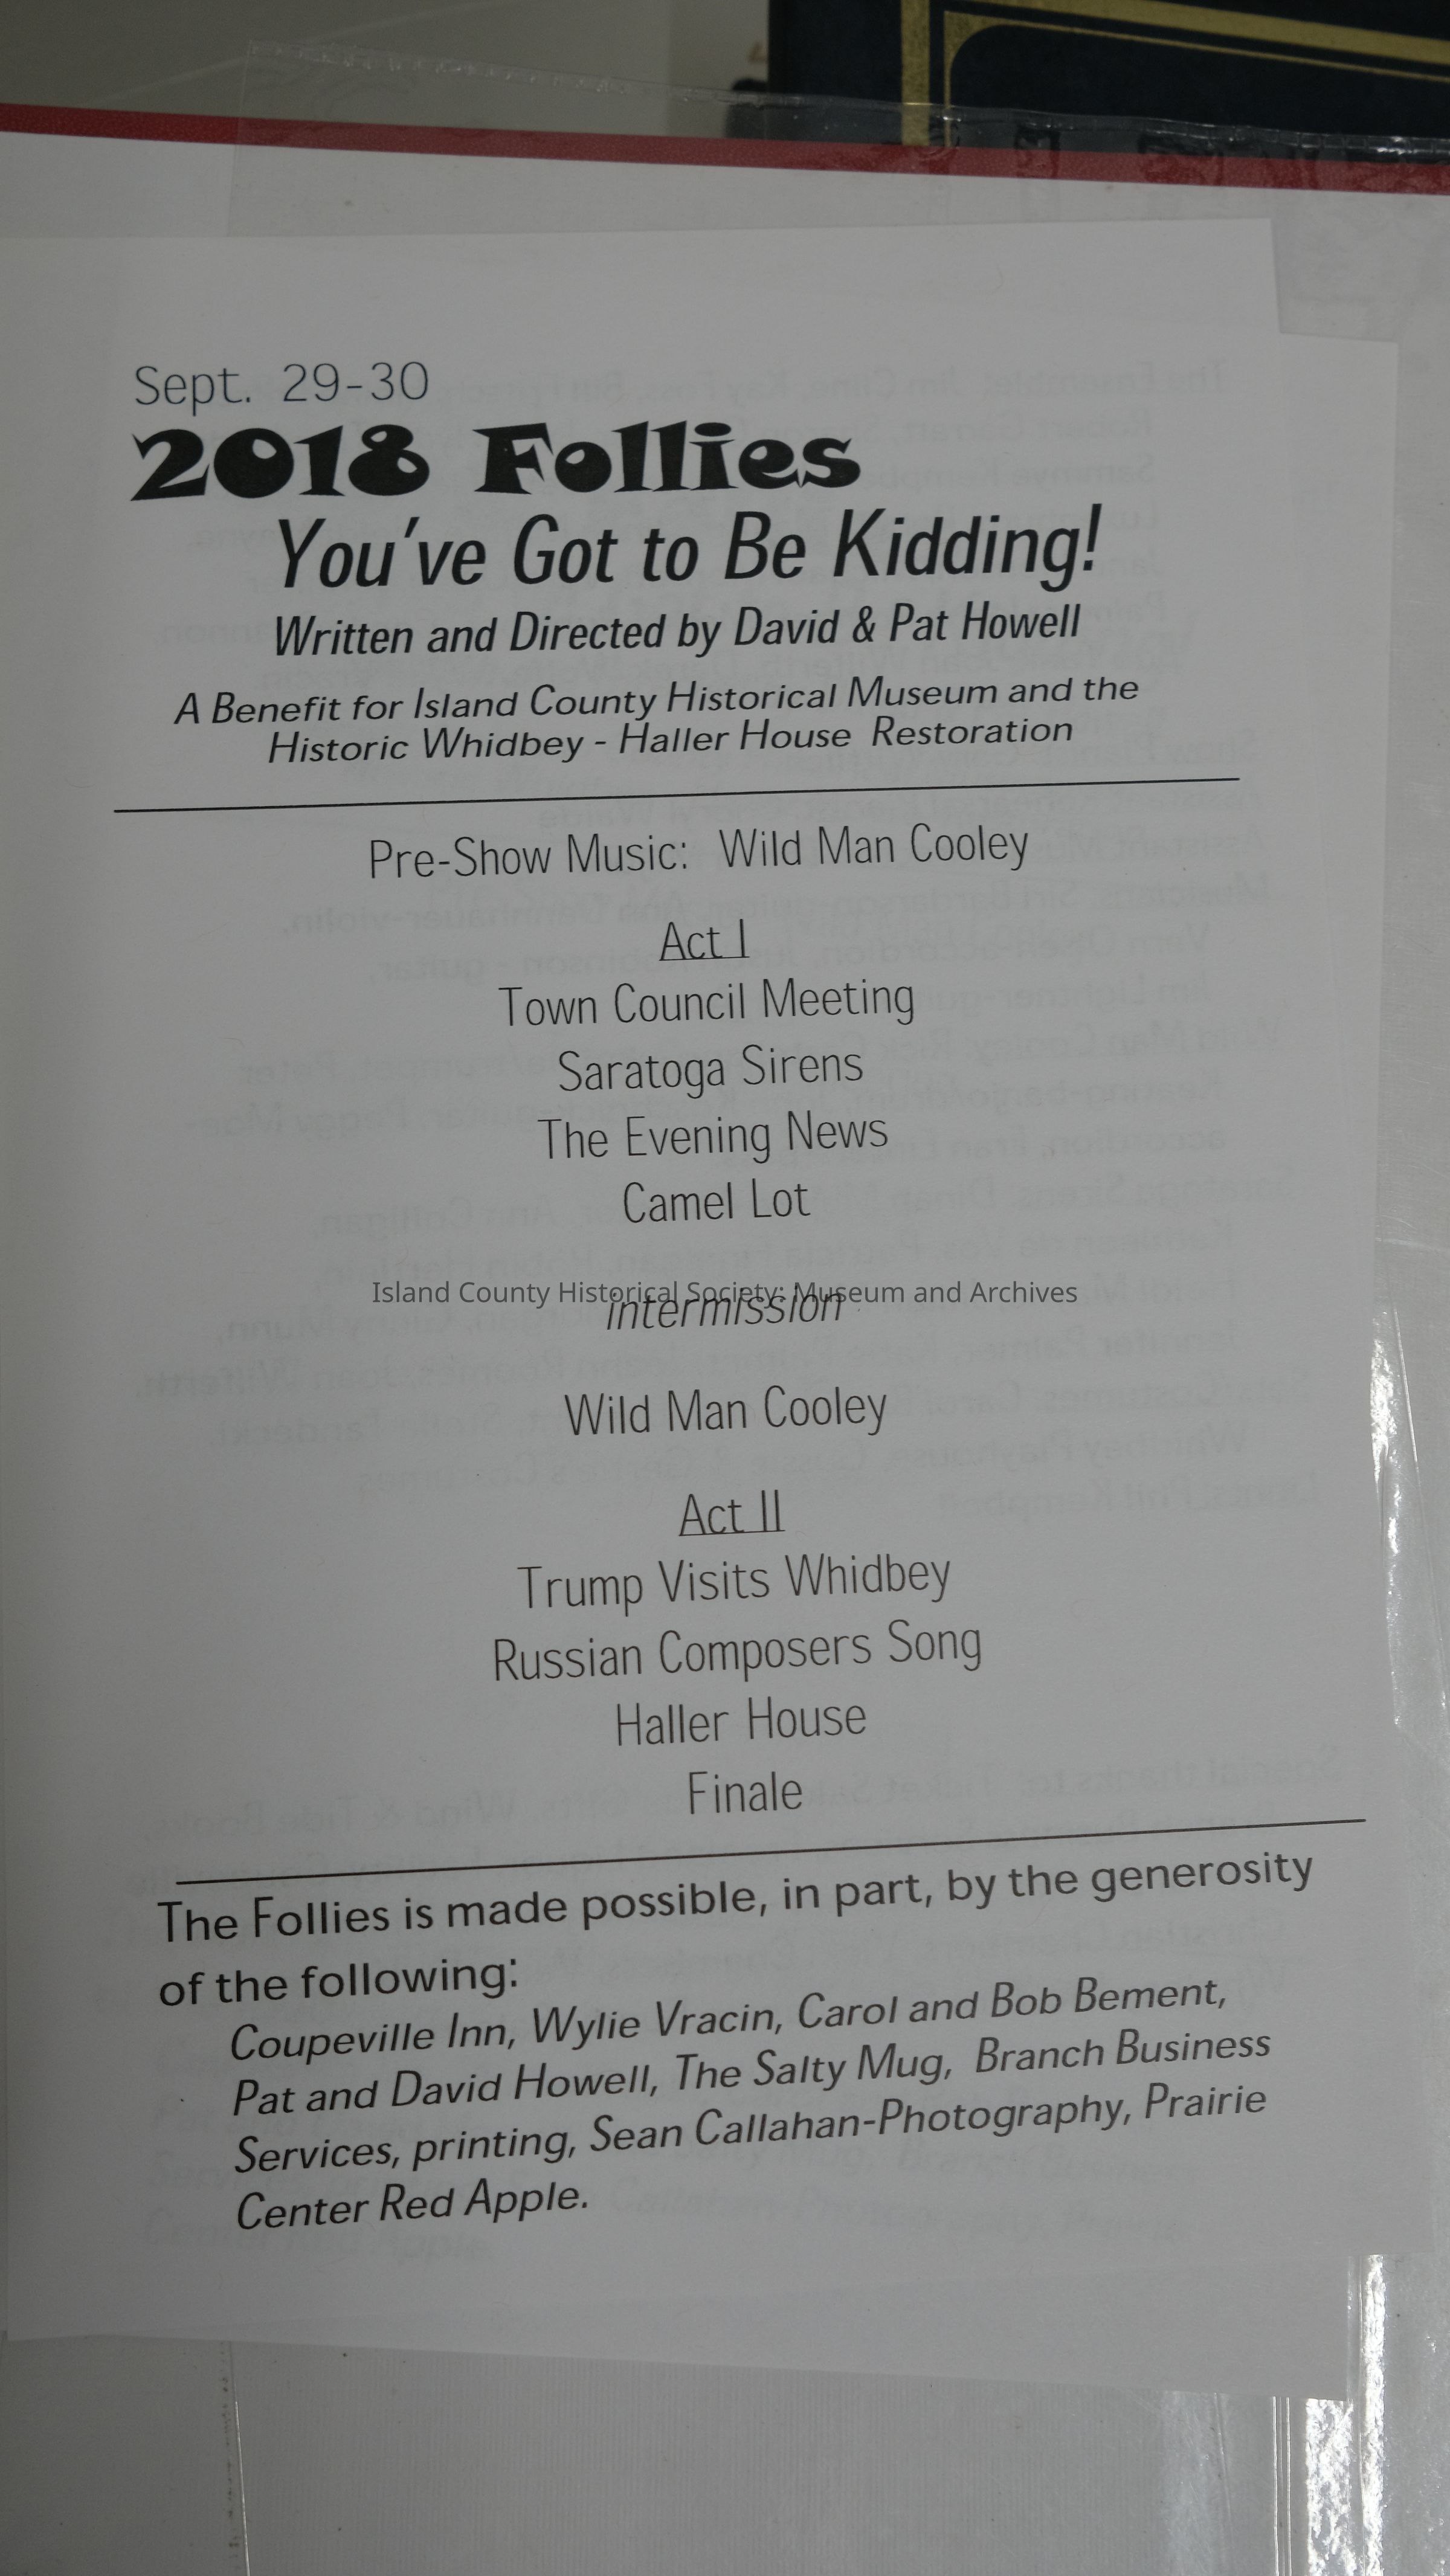 Sept. 29-30
2018 Follies
You've Got to Be Kidding!
Written and Directed by David & Pat Howell
A Benefit for Island County Historical Museum and the
Historic Whidbey - Haller House Restoration
Pre-Show Music: Wild Man Cooley
Act I
Town Council Meeting
Saratoga Sirens
The Evening News
Camel Lot
Island County Historical Society: Museum and Archives
intermission
Wild Man Cooley
Act II
Trump Visits Whidbey
Russian Composers Song
Haller House
Finale
The Follies is made possible, in part, by the generosity
of the following:
Coupeville Inn, Wylie Vracin, Carol and Bob Bement,
Pat and David Howell, The Salty Mug, Branch Business
Services, printing, Sean Callahan-Photography, Prairie
Center Red Apple.